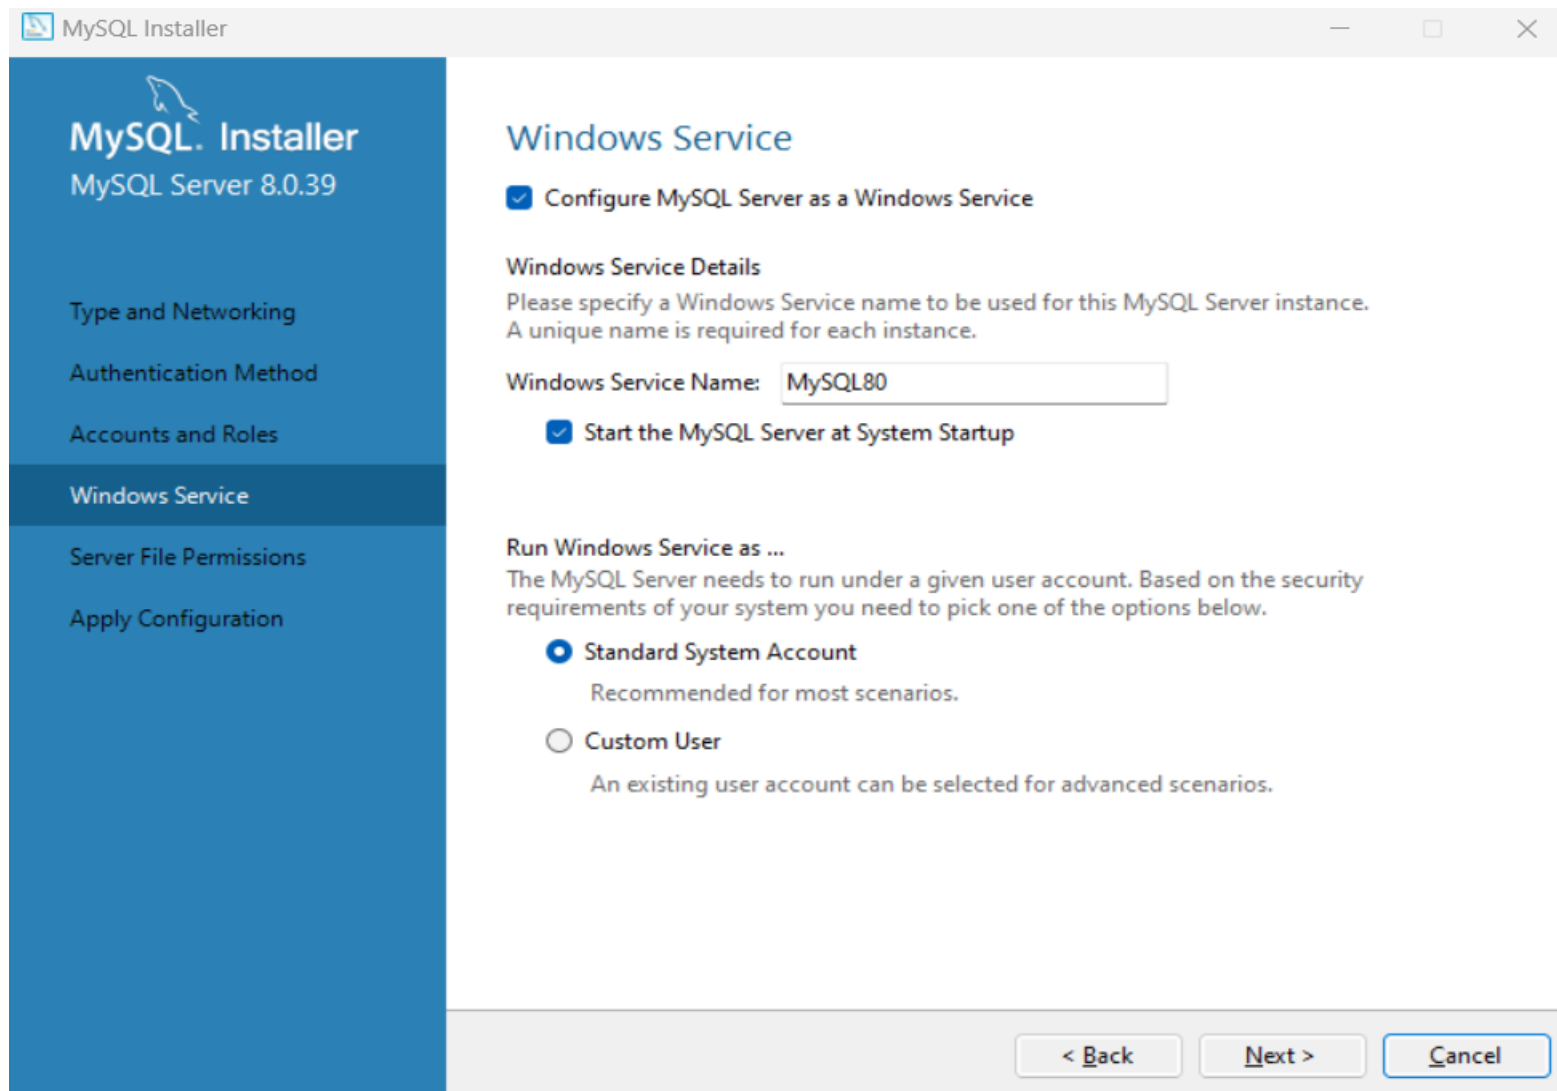 MySQL Installer
MySQL. Installer
MySQL Server 8.0.39
Type and Networking
Authentication Method
Accounts and Roles
Windows Service
Server File Permissions
Apply Configuration
Windows Service
Configure MySQL Server as a Windows Service
Windows Service Details
Please specify a Windows Service name to be used for this MySQL Server instance.
A unique name is required for each instance.
Windows Service Name: MySQL80
Start the MySQL Server at System Startup
Run Windows Service as ...
The MySQL Server needs to run under a given user account. Based on the security
requirements of your system you need to pick one of the options below.
Standard System Account
Recommended for most scenarios.
Custom User
An existing user account can be selected for advanced scenarios.
< Back
Next >
Cancel